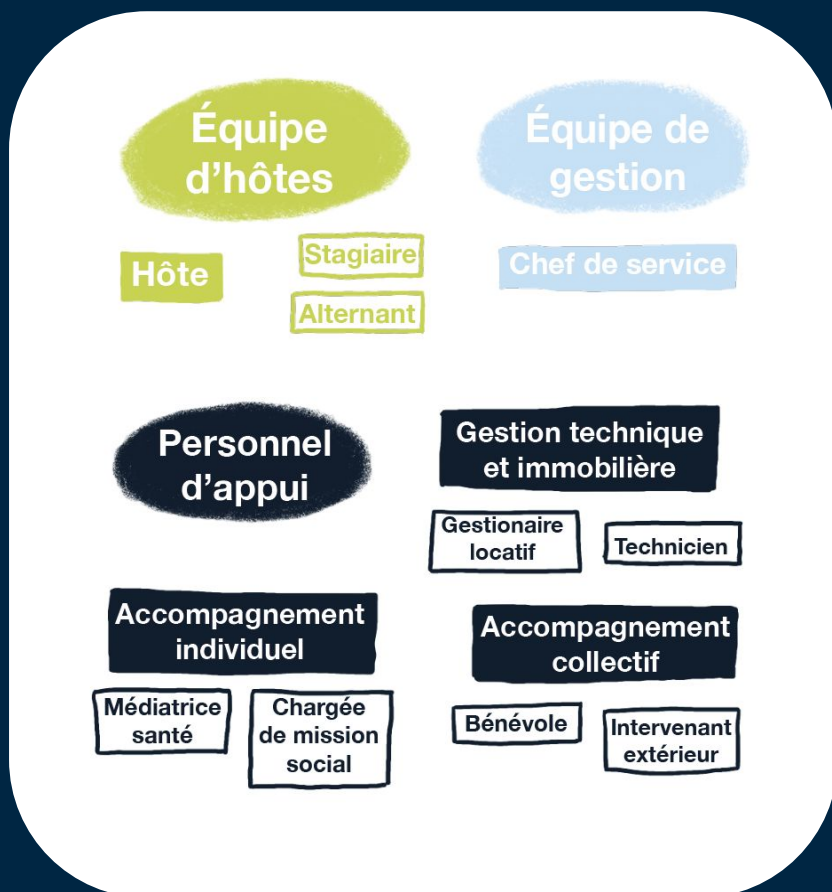 Équipe
d'hôtes
Équipe de
gestion
Hôte
Stagiaire
Alternant
Chef de service
Personnel
d'appui
Gestion technique
et immobilière
Gestionaire
locatif
Technicien
Accompagnement
individuel
Médiatrice
santé
Chargée
de mission
social
Accompagnement
collectif
Bénévole
Intervenant
extérieur